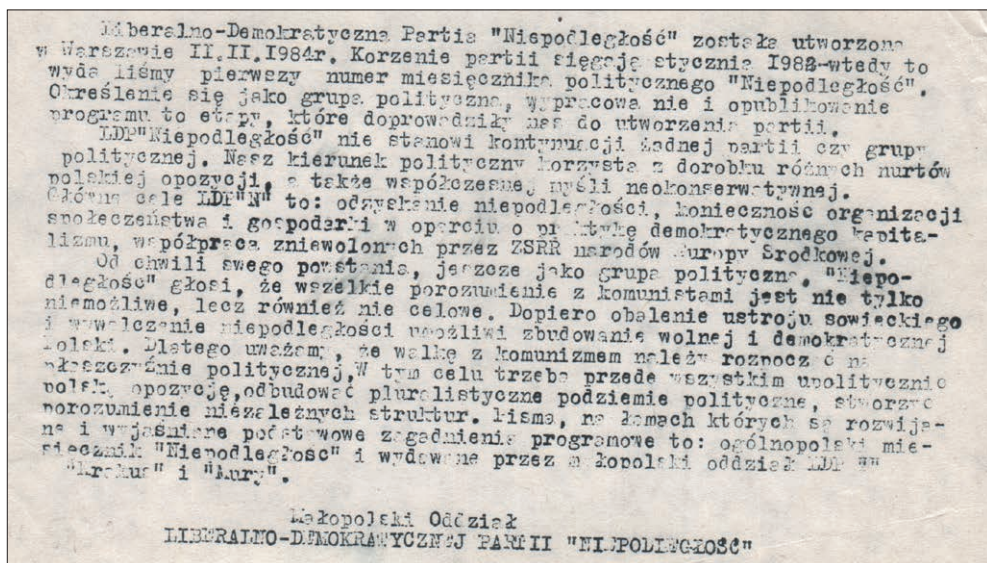 Liberalno-Demokratyczna Partia "Niepodległość" została utworzona
w Warszawie II.II.I984r. Korzenie partii sięgają stycznia I982-wtedy to
wyda liśmy pierwszy numer miesięcznika politycznego "Niepodległość".
Określenie się jako grupa polityczna, wypracowa nie i opublikowanie
programu to etapy, które doprowadziły nas do utworzenia partii.
LDP"Niepodległość" nie stanowi kontynuacji żadnej partii czy grupy
politycznej. Nasz kierunek polityczny korzysta z dorobku różnych nurtów
polskiej opozycji, a także współczesnej myśli neokonserwatywnej.
Główne cele LDP"N" to: odzyskanie niepodległości, konieczność organizacji
społeczeństwa i gospodarki w oparciu o praktykę demokratycznego kapita-
lizmu, współpraca zniewolonych przez ZSRR narodów Europy Środkowej.
Od chwili swego powstania, jeszcze jako grupa polityczna, "Niepo-
dległość" głosi, że wszelkie porozumienie z komunistami jest nie tylko
niemożliwe, lecz również nie celowe. Dopiero obalenie ustroju sowieckiego
i wywalczenie niepodległości umożliwi zbudowanie wolnej i demokratycznej
Polski. Dlatego uważamy, że walkę z komunizmem należy rozpocząć na
płaszczyźnie politycznej,W tym celu trzeba przede wszystkim upolitycznić
polską opozycję,odbudować pluralistyczne podziemie polityczne, stworzyć
porozumienie niezależnych struktur. Pisma, na łamach których są rozwija-
ne i wyjaśniane podstawowe zagadnienia programowe to: ogólnopolski mie-
sięcznik "Niepodległość" i wydawane przez małopolski oddział LDP "N"
"Krakus" i "Mury".
Małopolski Oddział
LIBERALNO-DEMOKRATYCZNEJ PARTII "NIEPOLIEGŁOŚĆ"